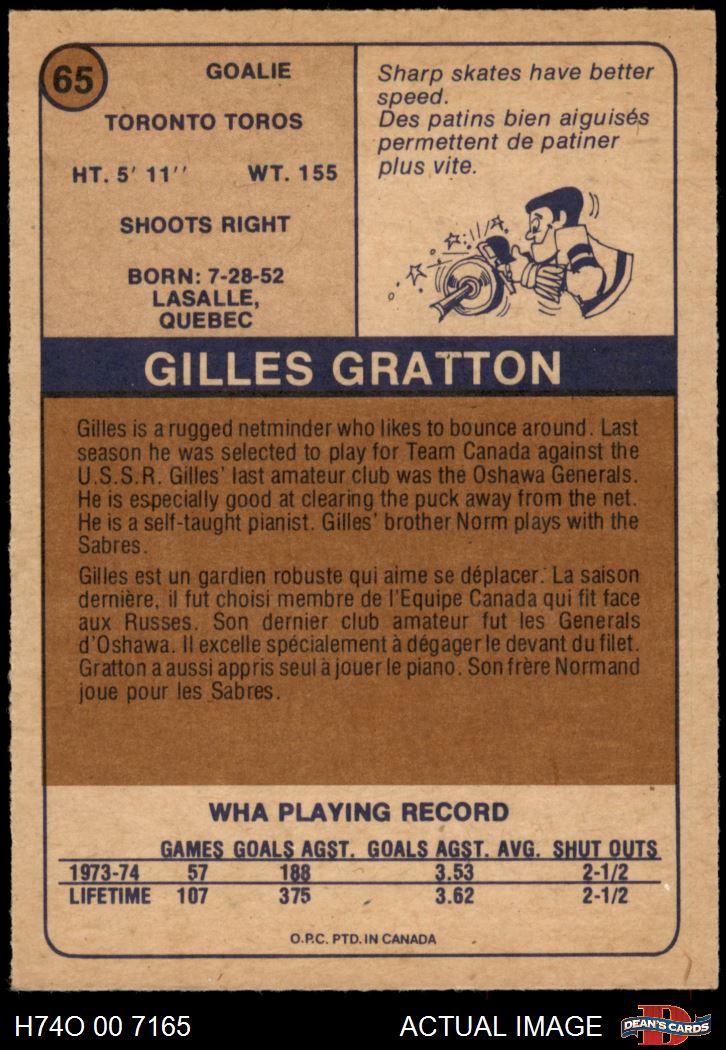 65
GOALIE
TORONTO TOROS
HT. 5' 11'' WT. 155
SHOOTS RIGHT
BORN: 7-28-52
LASALLE,
QUEBEC
Sharp skates have better
speed.
Des patins bien aiguisés
permettent de patiner
plus vite.
GILLES GRATTON
Gilles is a rugged netminder who likes to bounce around. Last
season he was selected to play for Team Canada against the
U.S.S.R. Gilles' last amateur club was the Oshawa Generals.
He is especially good at clearing the puck away from the net.
He is a self-taught pianist. Gilles' brother Norm plays with the
Sabres.
Gilles est un gardien robuste qui aime se déplacer. La saison
dernière, il fut choisi membre de l'Equipe Canada qui fit face
aux Russes. Son dernier club amateur fut les Generals
d'Oshawa. Il excelle spécialement à dégager le devant du filet.
Gratton a aussi appris seul à jouer le piano. Son frère Normand
joue pour les Sabres.
WHA PLAYING RECORD
GAMES GOALS AGST. GOALS AGST. AVG. SHUT OUTS
1973-74 57 188 3.53 2-1/2
LIFETIME 107 375 3.62 2-1/2
O.P.C. PTD. IN CANADA
H74O 00 7165 ACTUAL IMAGE DEAN'S CARDS